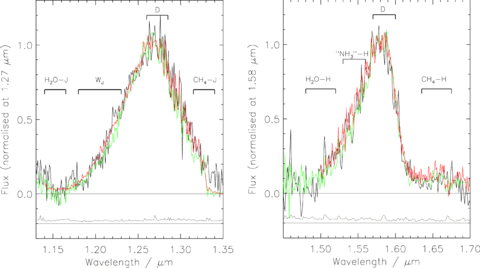 D
H₂O−J
W_J
CH₄−J
1.0
0.5
0.0
Flux (normalised at 1.27 μm)
1.15 1.20 1.25 1.30 1.35
Wavelength / μm
D
"NH₃"−H
H₂O−H
CH₄−H
1.0
0.5
0.0
Flux (normalised at 1.58 μm)
1.50 1.55 1.60 1.65 1.70
Wavelength / μm